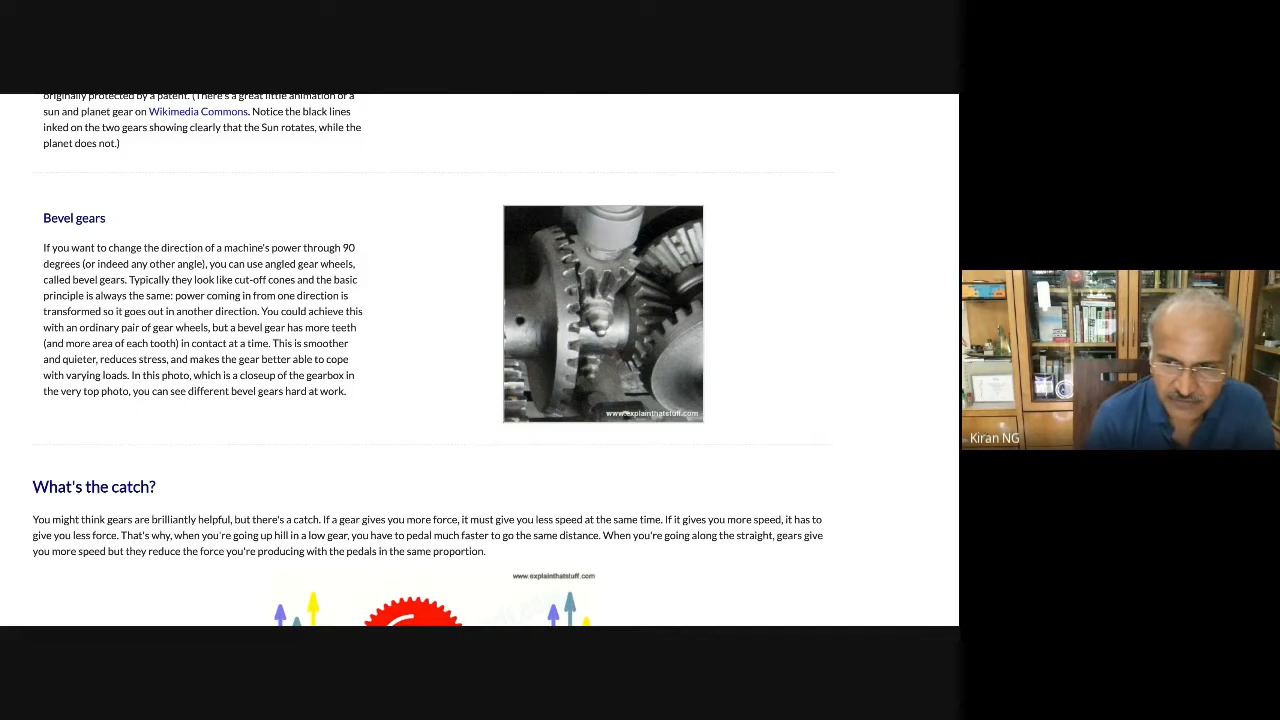 originally protected by a patent. (There's a great little animation of a
sun and planet gear on Wikimedia Commons. Notice the black lines
inked on the two gears showing clearly that the Sun rotates, while the
planet does not.)
Bevel gears
If you want to change the direction of a machine's power through 90
degrees (or indeed any other angle), you can use angled gear wheels,
called bevel gears. Typically they look like cut-off cones and the basic
principle is always the same: power coming in from one direction is
transformed so it goes out in another direction. You could achieve this
with an ordinary pair of gear wheels, but a bevel gear has more teeth
(and more area of each tooth) in contact at a time. This is smoother
and quieter, reduces stress, and makes the gear better able to cope
with varying loads. In this photo, which is a closeup of the gearbox in
the very top photo, you can see different bevel gears hard at work.
www.explainthatstuff.com
What's the catch?
You might think gears are brilliantly helpful, but there's a catch. If a gear gives you more force, it must give you less speed at the same time. If it gives you more speed, it has to
give you less force. That's why, when you're going up hill in a low gear, you have to pedal much faster to go the same distance. When you're going along the straight, gears give
you more speed but they reduce the force you're producing with the pedals in the same proportion.
www.explainthatstuff.com
Kiran NG